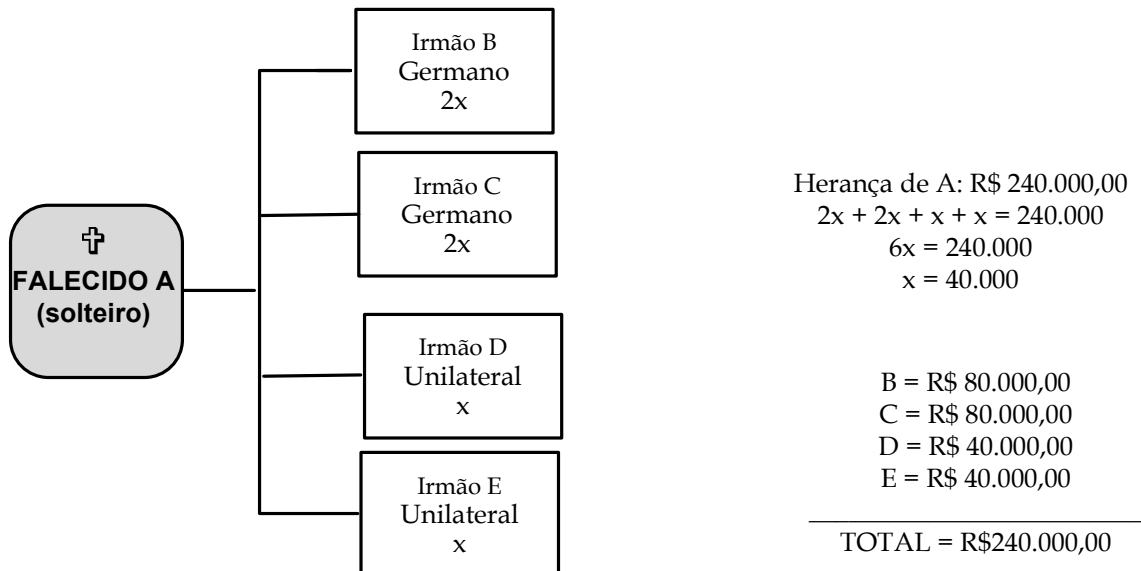 Irmão B
Germano
2x
Irmão C
Germano
2x
✞
FALECIDO A
(solteiro)
Irmão D
Unilateral
x
Irmão E
Unilateral
x
Herança de A: R$ 240.000,00
2x + 2x + x + x = 240.000
6x = 240.000
x = 40.000
B = R$ 80.000,00
C = R$ 80.000,00
D = R$ 40.000,00
E = R$ 40.000,00
TOTAL = R$240.000,00